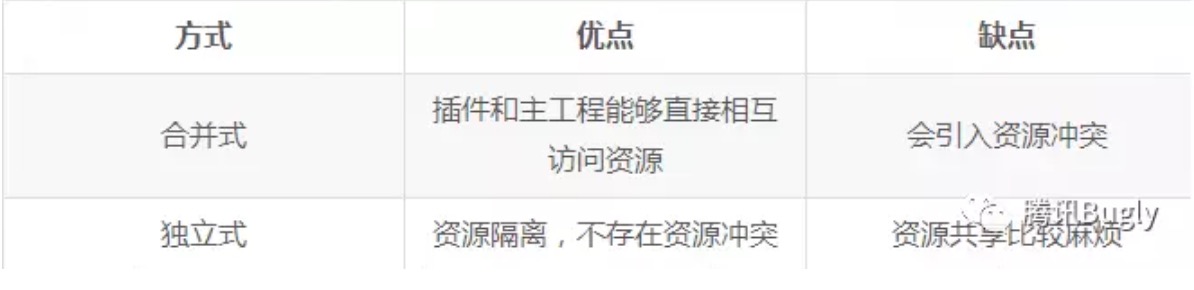 方式 优点 缺点
合并式 插件和主工程能够直接相互 会引入资源冲突
访问资源
独立式 资源隔离，不存在资源冲突 资源共享比较麻烦
腾讯Bugly